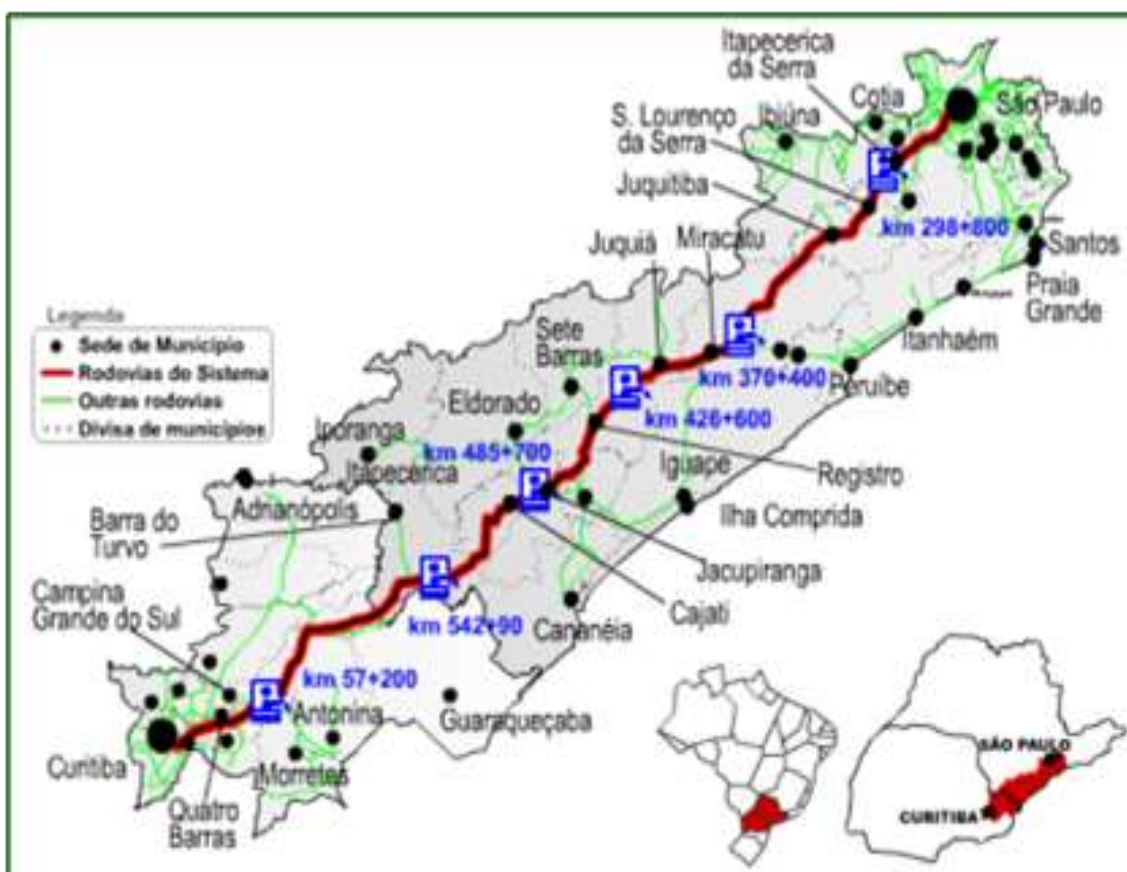 Itapecerica
da Serra
Cotia
São Paulo
S. Lourenço
da Serra
Ibiúna
Juquitiba
km 298+800
Juquiá
Miracatu
Santos
Praia
Grande
Legenda
Sede de Município
Rodovias do Sistema
Outras rodovias
Divisa de municípios
Sete
Barras
Itanhaém
km 370+400
Peruíbe
Eldorado
km 426+600
Iporanga
km 485+700
Itapecerica
Iguape
Registro
Adrianópolis
Ilha Comprida
Barra do
Turvo
Jacupiranga
Campina
Grande do Sul
Cajati
km 542+90
Cananéia
km 57+200
Antonina
Guaraqueçaba
Curitiba
Morretes
Quatro
Barras
SÃO PAULO
CURITIBA